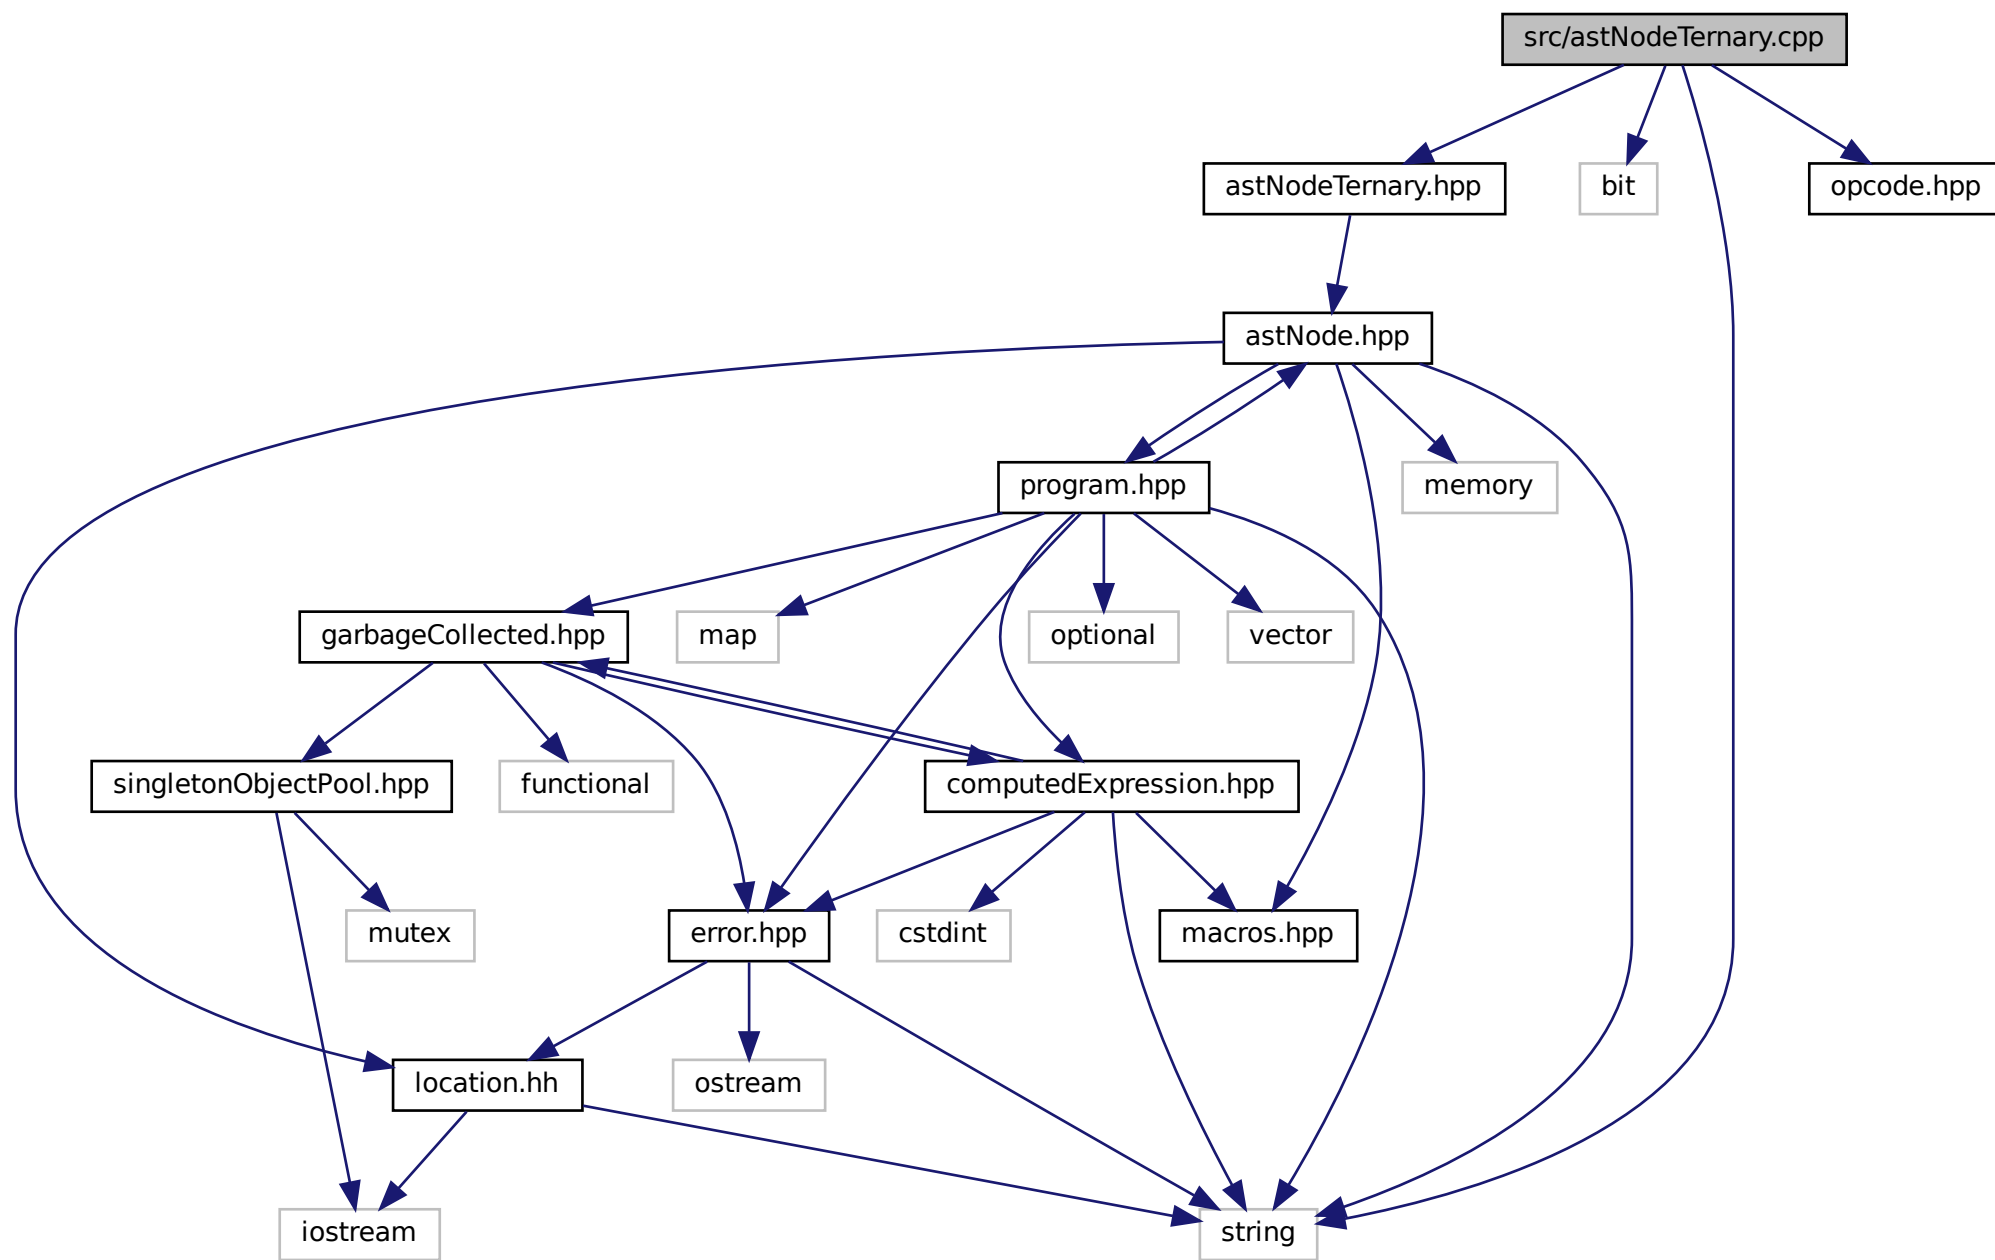 src/astNodeTernary.cpp
astNodeTernary.hpp
bit
opcode.hpp
astNode.hpp
program.hpp
memory
garbageCollected.hpp
map
optional
vector
singletonObjectPool.hpp
functional
computedExpression.hpp
mutex
error.hpp
cstdint
macros.hpp
location.hh
ostream
iostream
string